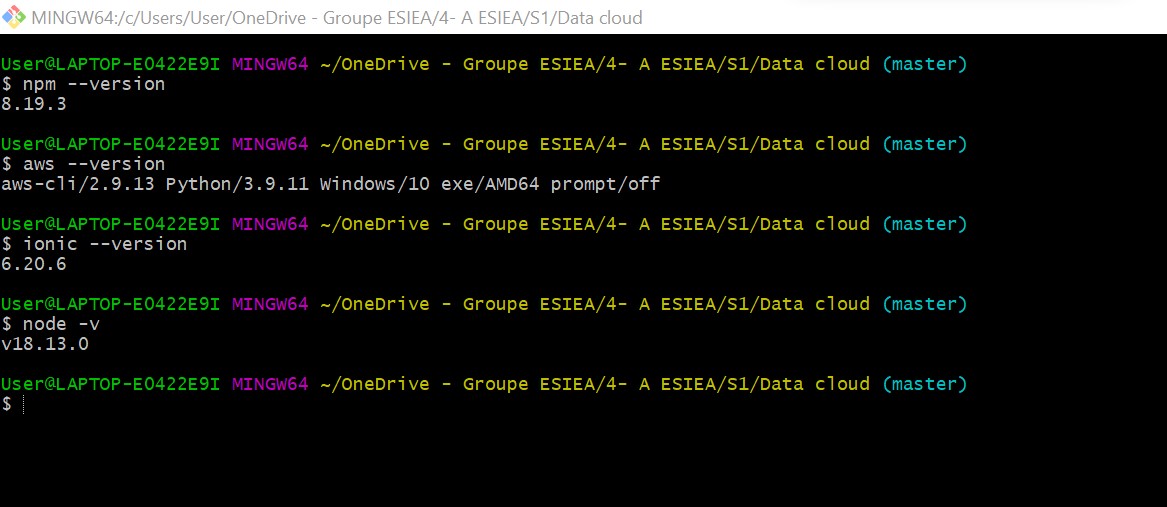 MINGW64:/c/Users/User/OneDrive - Groupe ESIEA/4- A ESIEA/S1/Data cloud
User@LAPTOP-E0422E9I MINGW64 ~/OneDrive - Groupe ESIEA/4- A ESIEA/S1/Data cloud (master)
$ npm --version
8.19.3
User@LAPTOP-E0422E9I MINGW64 ~/OneDrive - Groupe ESIEA/4- A ESIEA/S1/Data cloud (master)
$ aws --version
aws-cli/2.9.13 Python/3.9.11 Windows/10 exe/AMD64 prompt/off
User@LAPTOP-E0422E9I MINGW64 ~/OneDrive - Groupe ESIEA/4- A ESIEA/S1/Data cloud (master)
$ ionic --version
6.20.6
User@LAPTOP-E0422E9I MINGW64 ~/OneDrive - Groupe ESIEA/4- A ESIEA/S1/Data cloud (master)
$ node -v
v18.13.0
User@LAPTOP-E0422E9I MINGW64 ~/OneDrive - Groupe ESIEA/4- A ESIEA/S1/Data cloud (master)
$